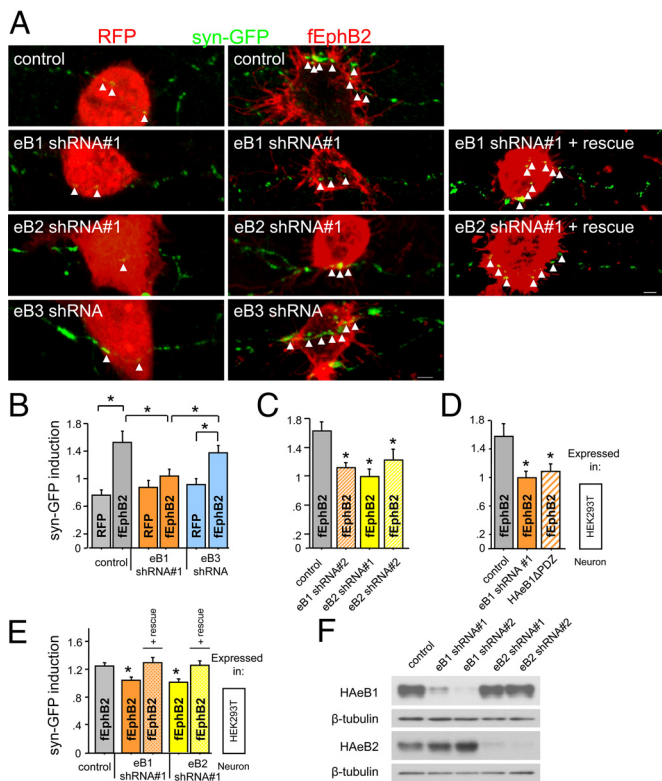 A
RFP syn-GFP fEphB2
control control
eB1 shRNA#1 eB1 shRNA#1 eB1 shRNA#1 + rescue
eB2 shRNA#1 eB2 shRNA#1 eB2 shRNA#1 + rescue
eB3 shRNA eB3 shRNA
B
syn-GFP induction
1.8
1.4
1
.6
.2
* * * *
RFP fEphB2 RFP fEphB2 RFP fEphB2
control eB1 shRNA#1 eB3 shRNA
C
1.8
1.4
1
.6
.2
* * *
fEphB2 fEphB2 fEphB2 fEphB2
control eB1 shRNA#2 eB2 shRNA#1 eB2 shRNA#2
D
1.8
1.4
1
.6
.2
* *
fEphB2 fEphB2 fEphB2
control eB1 shRNA #1 HAeB1ΔPDZ
Expressed in:
HEK293T
Neuron
E
syn-GFP induction
1.8
1.4
1
.6
.2
+ rescue + rescue
* *
fEphB2 fEphB2 fEphB2 fEphB2 fEphB2
control eB1 shRNA#1 eB2 shRNA#1
Expressed in:
HEK293T
Neuron
F
control eB1 shRNA#1 eB1 shRNA#2 eB2 shRNA#1 eB2 shRNA#2
HAeB1
β-tubulin
HAeB2
β-tubulin